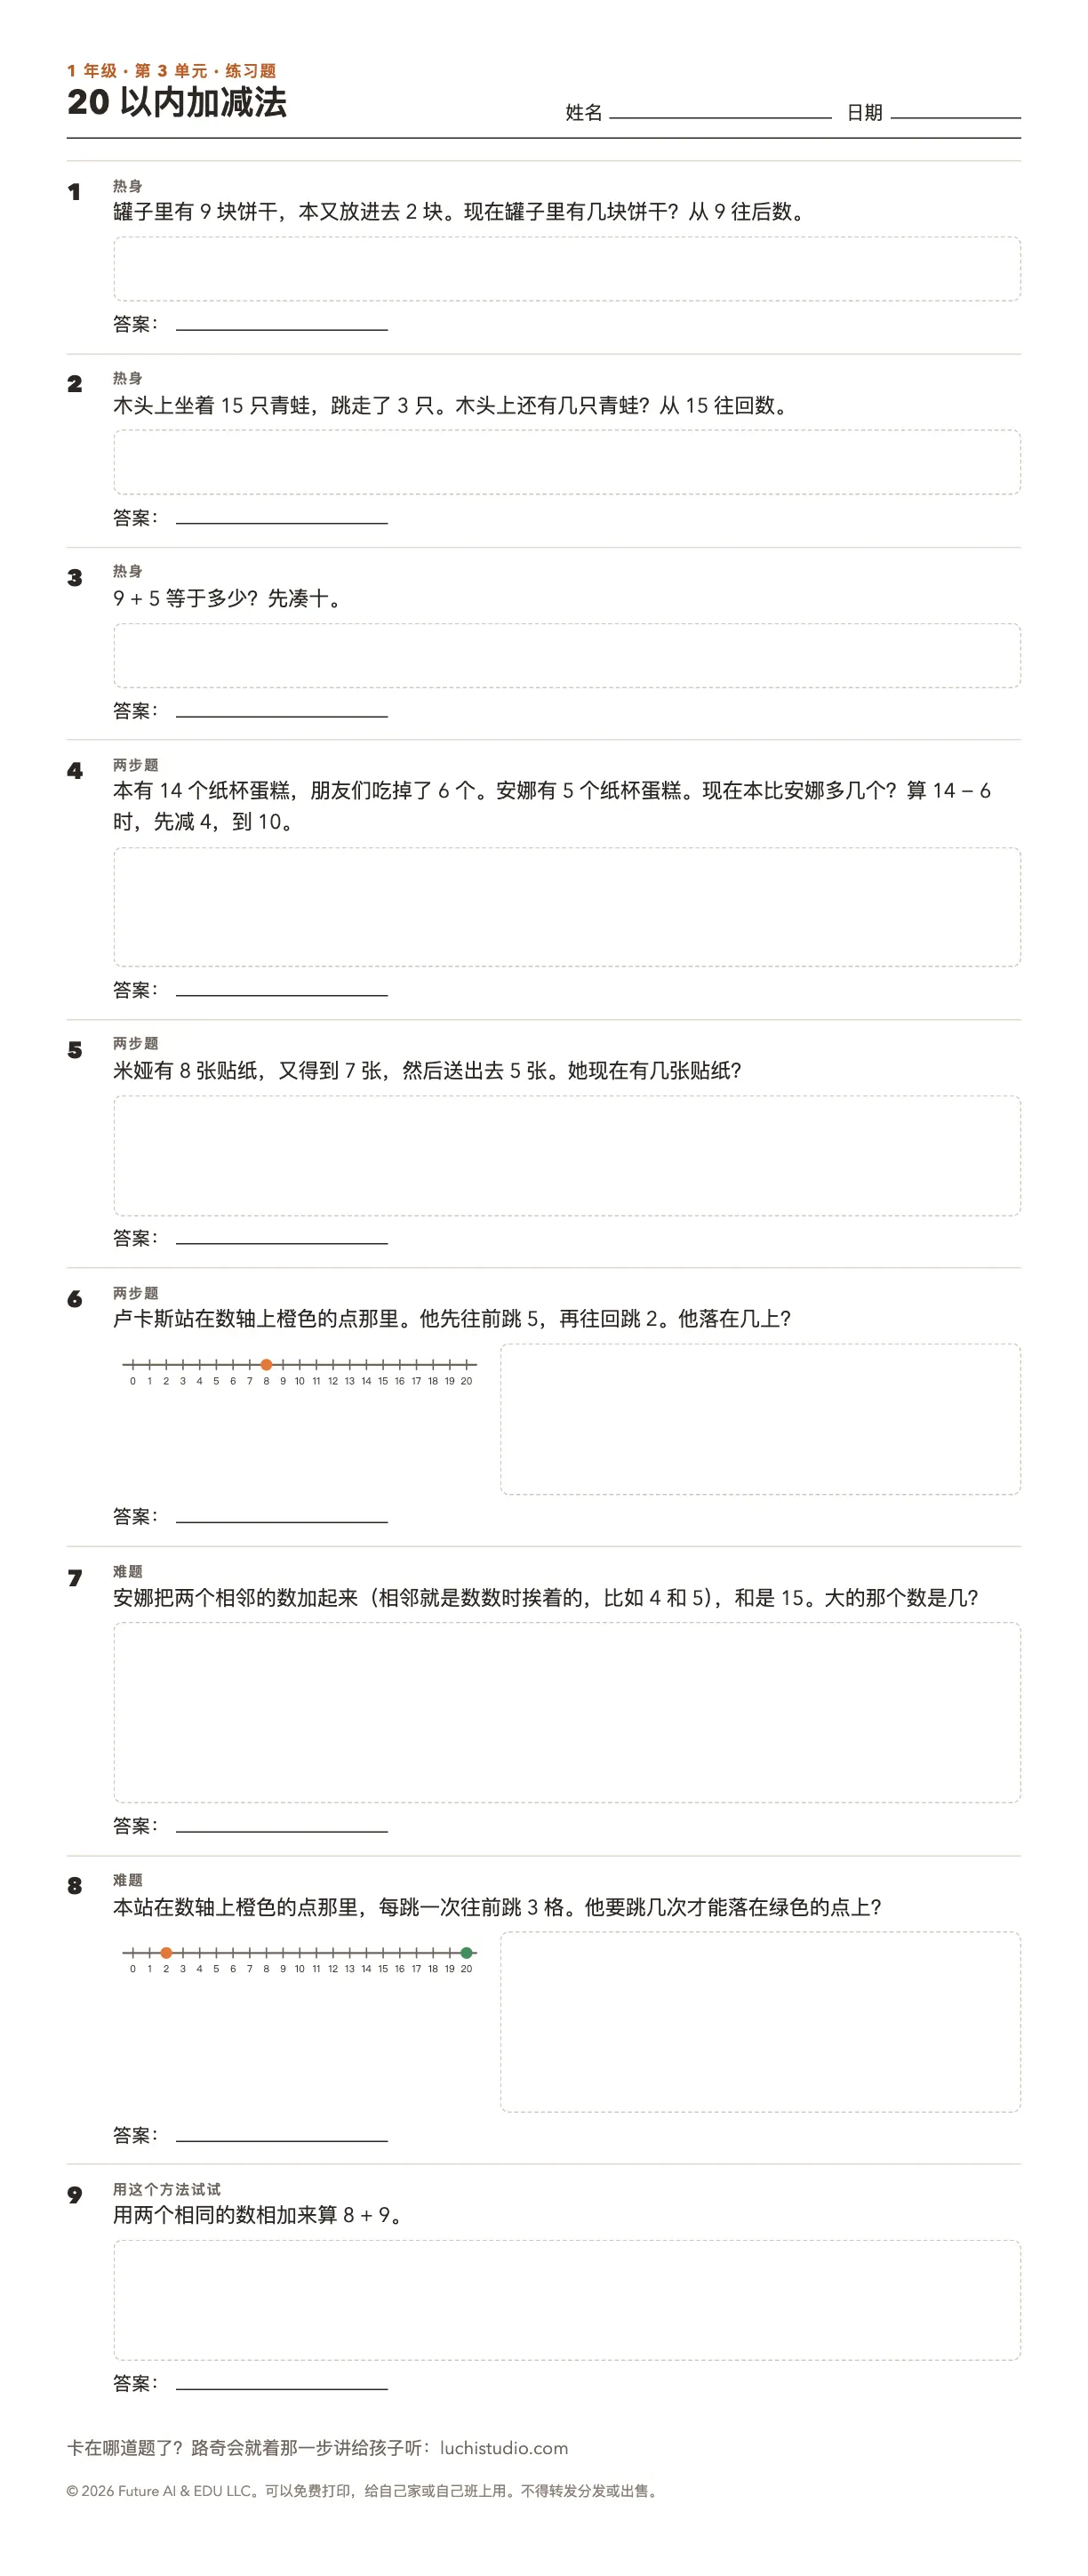 1 年级 · 第 3 单元 · 练习题
20 以内加减法
姓名 日期
1
热身
罐子里有 9 块饼干，本又放进去 2 块。现在罐子里有几块饼干？从 9 往后数。
答案：
2
热身
木头上坐着 15 只青蛙，跳走了 3 只。木头上还有几只青蛙？从 15 往回数。
答案：
3
热身
9 + 5 等于多少？先凑十。
答案：
4
两步题
本有 14 个纸杯蛋糕，朋友们吃掉了 6 个。安娜有 5 个纸杯蛋糕。现在本比安娜多几个？算 14 − 6
时，先减 4，到 10。
答案：
5
两步题
米娅有 8 张贴纸，又得到 7 张，然后送出去 5 张。她现在有几张贴纸？
答案：
6
两步题
卢卡斯站在数轴上橙色的点那里。他先往前跳 5，再往回跳 2。他落在几上？
0 1 2 3 4 5 6 7 8 9 10 11 12 13 14 15 16 17 18 19 20
答案：
7
难题
安娜把两个相邻的数加起来（相邻就是数数时挨着的，比如 4 和 5），和是 15。大的那个数是几？
答案：
8
难题
本站在数轴上橙色的点那里，每跳一次往前跳 3 格。他要跳几次才能落在绿色的点上？
0 1 2 3 4 5 6 7 8 9 10 11 12 13 14 15 16 17 18 19 20
答案：
9
用这个方法试试
用两个相同的数相加来算 8 + 9。
答案：
卡在哪道题了？路奇会就着那一步讲给孩子听：luchistudio.com
© 2026 Future AI & EDU LLC。可以免费打印，给自己家或自己班上用。不得转发分发或出售。